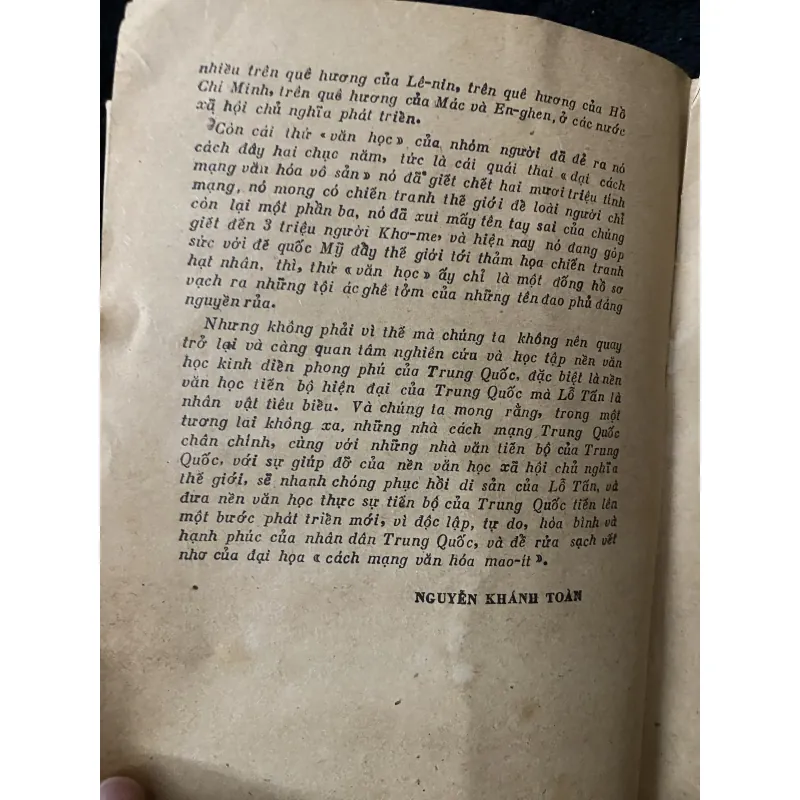 nhiều trên quê hương của Lê-nin, trên quê hương của Hồ
Chí Minh, trên quê hương của Mác và En-ghen, ở các nước
xã hội chủ nghĩa phát triển.
Còn cái thứ « văn học » của nhóm người đã đẻ ra nó
cách đây hai chục năm, tức là cái quái thai « đại cách
mạng văn hóa vô sản » nó đã giết chết hai mươi triệu tính
mạng, nó mong có chiến tranh thế giới để loài người chỉ
còn lại một phần ba, nó đã xui mấy tên tay sai của chúng
giết đến 3 triệu người Khơ-me, và hiện nay nó đang góp
sức với đế quốc Mỹ đẩy thế giới tới thảm họa chiến tranh
hạt nhân, thì, thứ « văn học » ấy chỉ là một đống hồ sơ
vạch ra những tội ác ghê tởm của những tên đao phủ đáng
nguyền rủa.
Nhưng không phải vì thế mà chúng ta không nên quay
trở lại và càng quan tâm nghiên cứu và học tập nền văn
học kinh điển phong phú của Trung Quốc, đặc biệt là nền
văn học tiến bộ hiện đại của Trung Quốc mà Lỗ Tấn là
nhân vật tiêu biểu. Và chúng ta mong rằng, trong một
tương lai không xa, những nhà cách mạng Trung Quốc
chân chính, cùng với những nhà văn tiến bộ của Trung
Quốc, với sự giúp đỡ của nền văn học xã hội chủ nghĩa
thế giới, sẽ nhanh chóng phục hồi di sản của Lỗ Tấn, và
đưa nền văn học thực sự tiến bộ của Trung Quốc tiến lên
một bước phát triển mới, vì độc lập, tự do, hòa bình và
hạnh phúc của nhân dân Trung Quốc, và để rửa sạch vết
nhơ của đại họa « cách mạng văn hóa mao-ít ».
NGUYỄN KHÁNH TOÀN